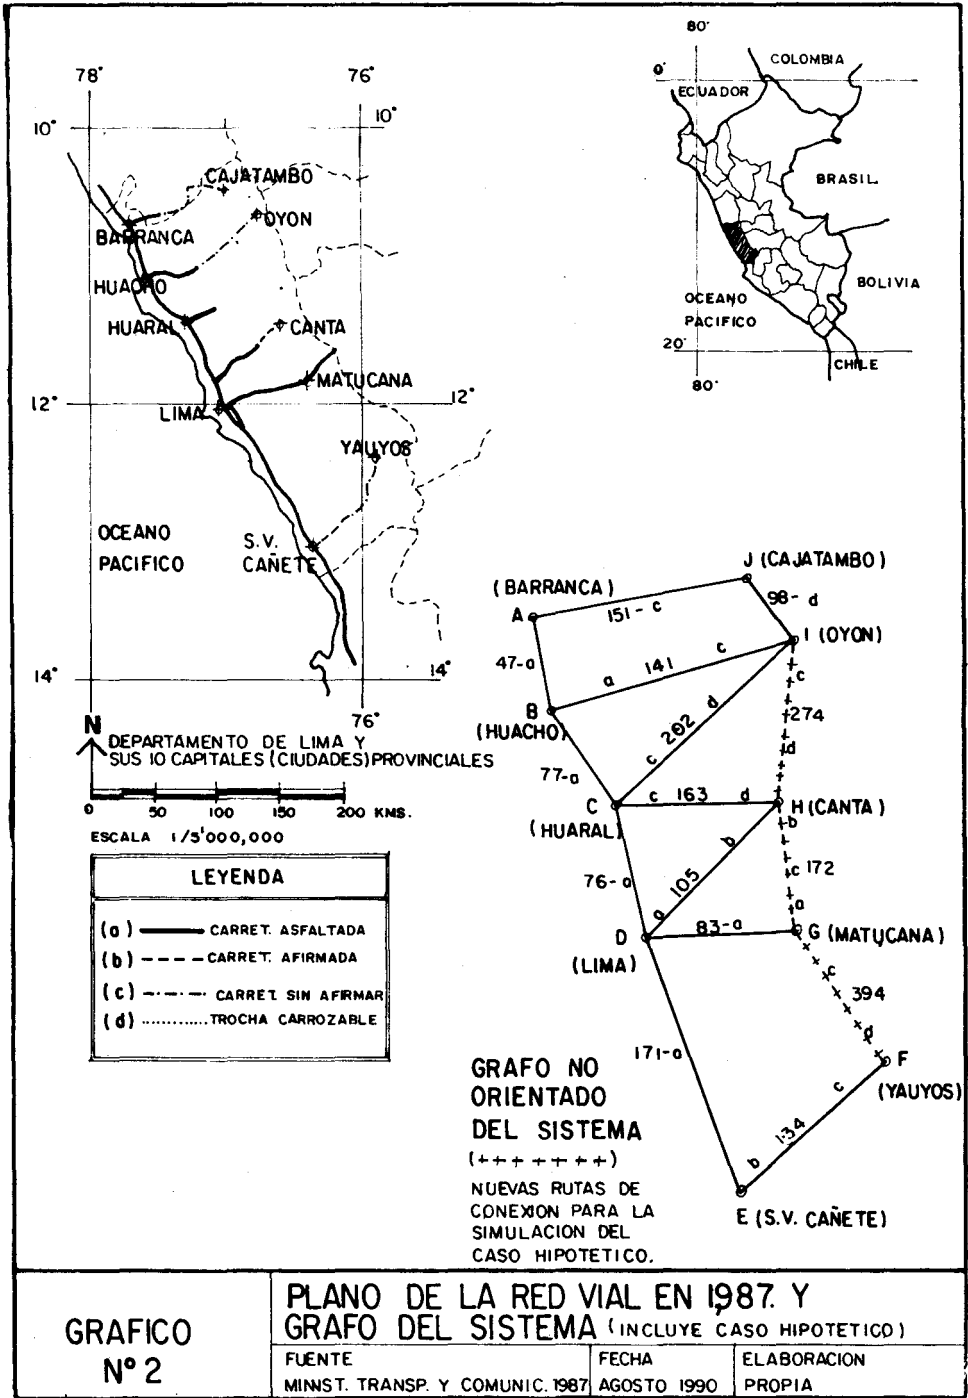 78°
76°
10°
10°
CAJATAMBO
OYON
BARRANCA
HUACHO
HUARAL
CANTA
MATUCANA
LIMA
12°
12°
YAUYOS
OCEANO
PACIFICO
S.V.
CAÑETE
14°
14°
76°
80°
0°
COLOMBIA
ECUADOR
BRASIL
BOLIVIA
OCEANO
PACIFICO
20°
CHILE
80°
N
DEPARTAMENTO DE LIMA Y
SUS 10 CAPITALES (CIUDADES) PROVINCIALES
0 50 100 150 200 KMS.
ESCALA 1/5'000,000
LEYENDA
(a) CARRET. ASFALTADA
(b) CARRET. AFIRMADA
(c) CARRET. SIN AFIRMAR
(d) TROCHA CARROZABLE
J (CAJATAMBO)
(BARRANCA)
A
151-c
98-d
I (OYON)
47-a
a 141 c
B
(HUACHO)
c 202 d
c
274
d
77-a
C
(HUARAL)
c 163 d
H (CANTA)
76-a
a 105 b
b
c 172
a
83-a
D
(LIMA)
G (MATUCANA)
c
394
d
171-a
F
(YAUYOS)
b 134 c
E (S.V. CAÑETE)
GRAFO NO
ORIENTADO
DEL SISTEMA
(+++++++)
NUEVAS RUTAS DE
CONEXION PARA LA
SIMULACION DEL
CASO HIPOTETICO.
GRAFICO
N° 2
PLANO DE LA RED VIAL EN 1987. Y
GRAFO DEL SISTEMA (INCLUYE CASO HIPOTETICO)
FUENTE
MINNST. TRANSP. Y COMUNIC. 1987
FECHA
AGOSTO 1990
ELABORACION
PROPIA